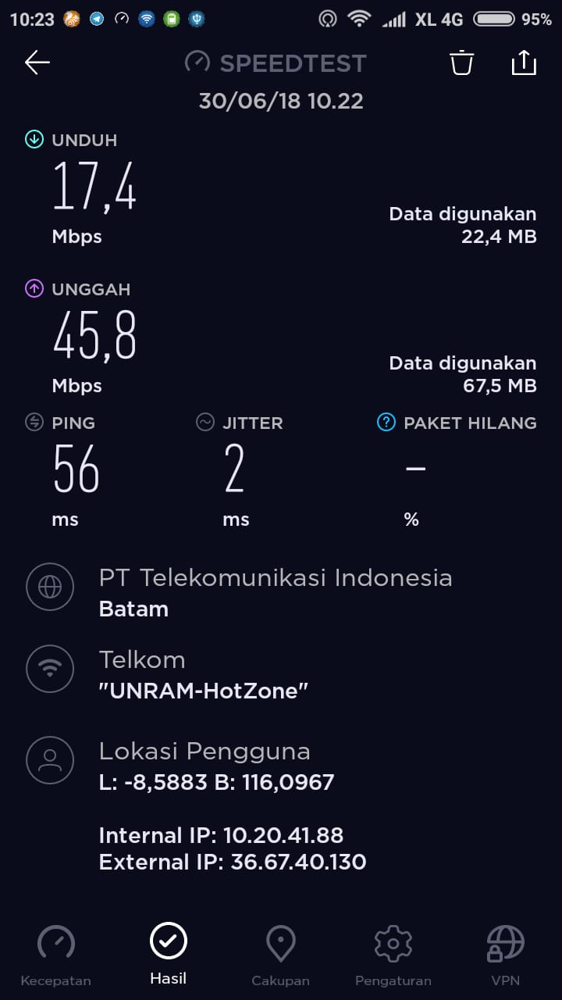 10:23 XL 4G 95%
SPEEDTEST
30/06/18 10.22
UNDUH
17,4
Mbps
Data digunakan
22,4 MB
UNGGAH
45,8
Mbps
Data digunakan
67,5 MB
PING JITTER PAKET HILANG
56 2 –
ms ms %
PT Telekomunikasi Indonesia
Batam
Telkom
"UNRAM-HotZone"
Lokasi Pengguna
L: -8,5883 B: 116,0967
Internal IP: 10.20.41.88
External IP: 36.67.40.130
Kecepatan Hasil Cakupan Pengaturan VPN